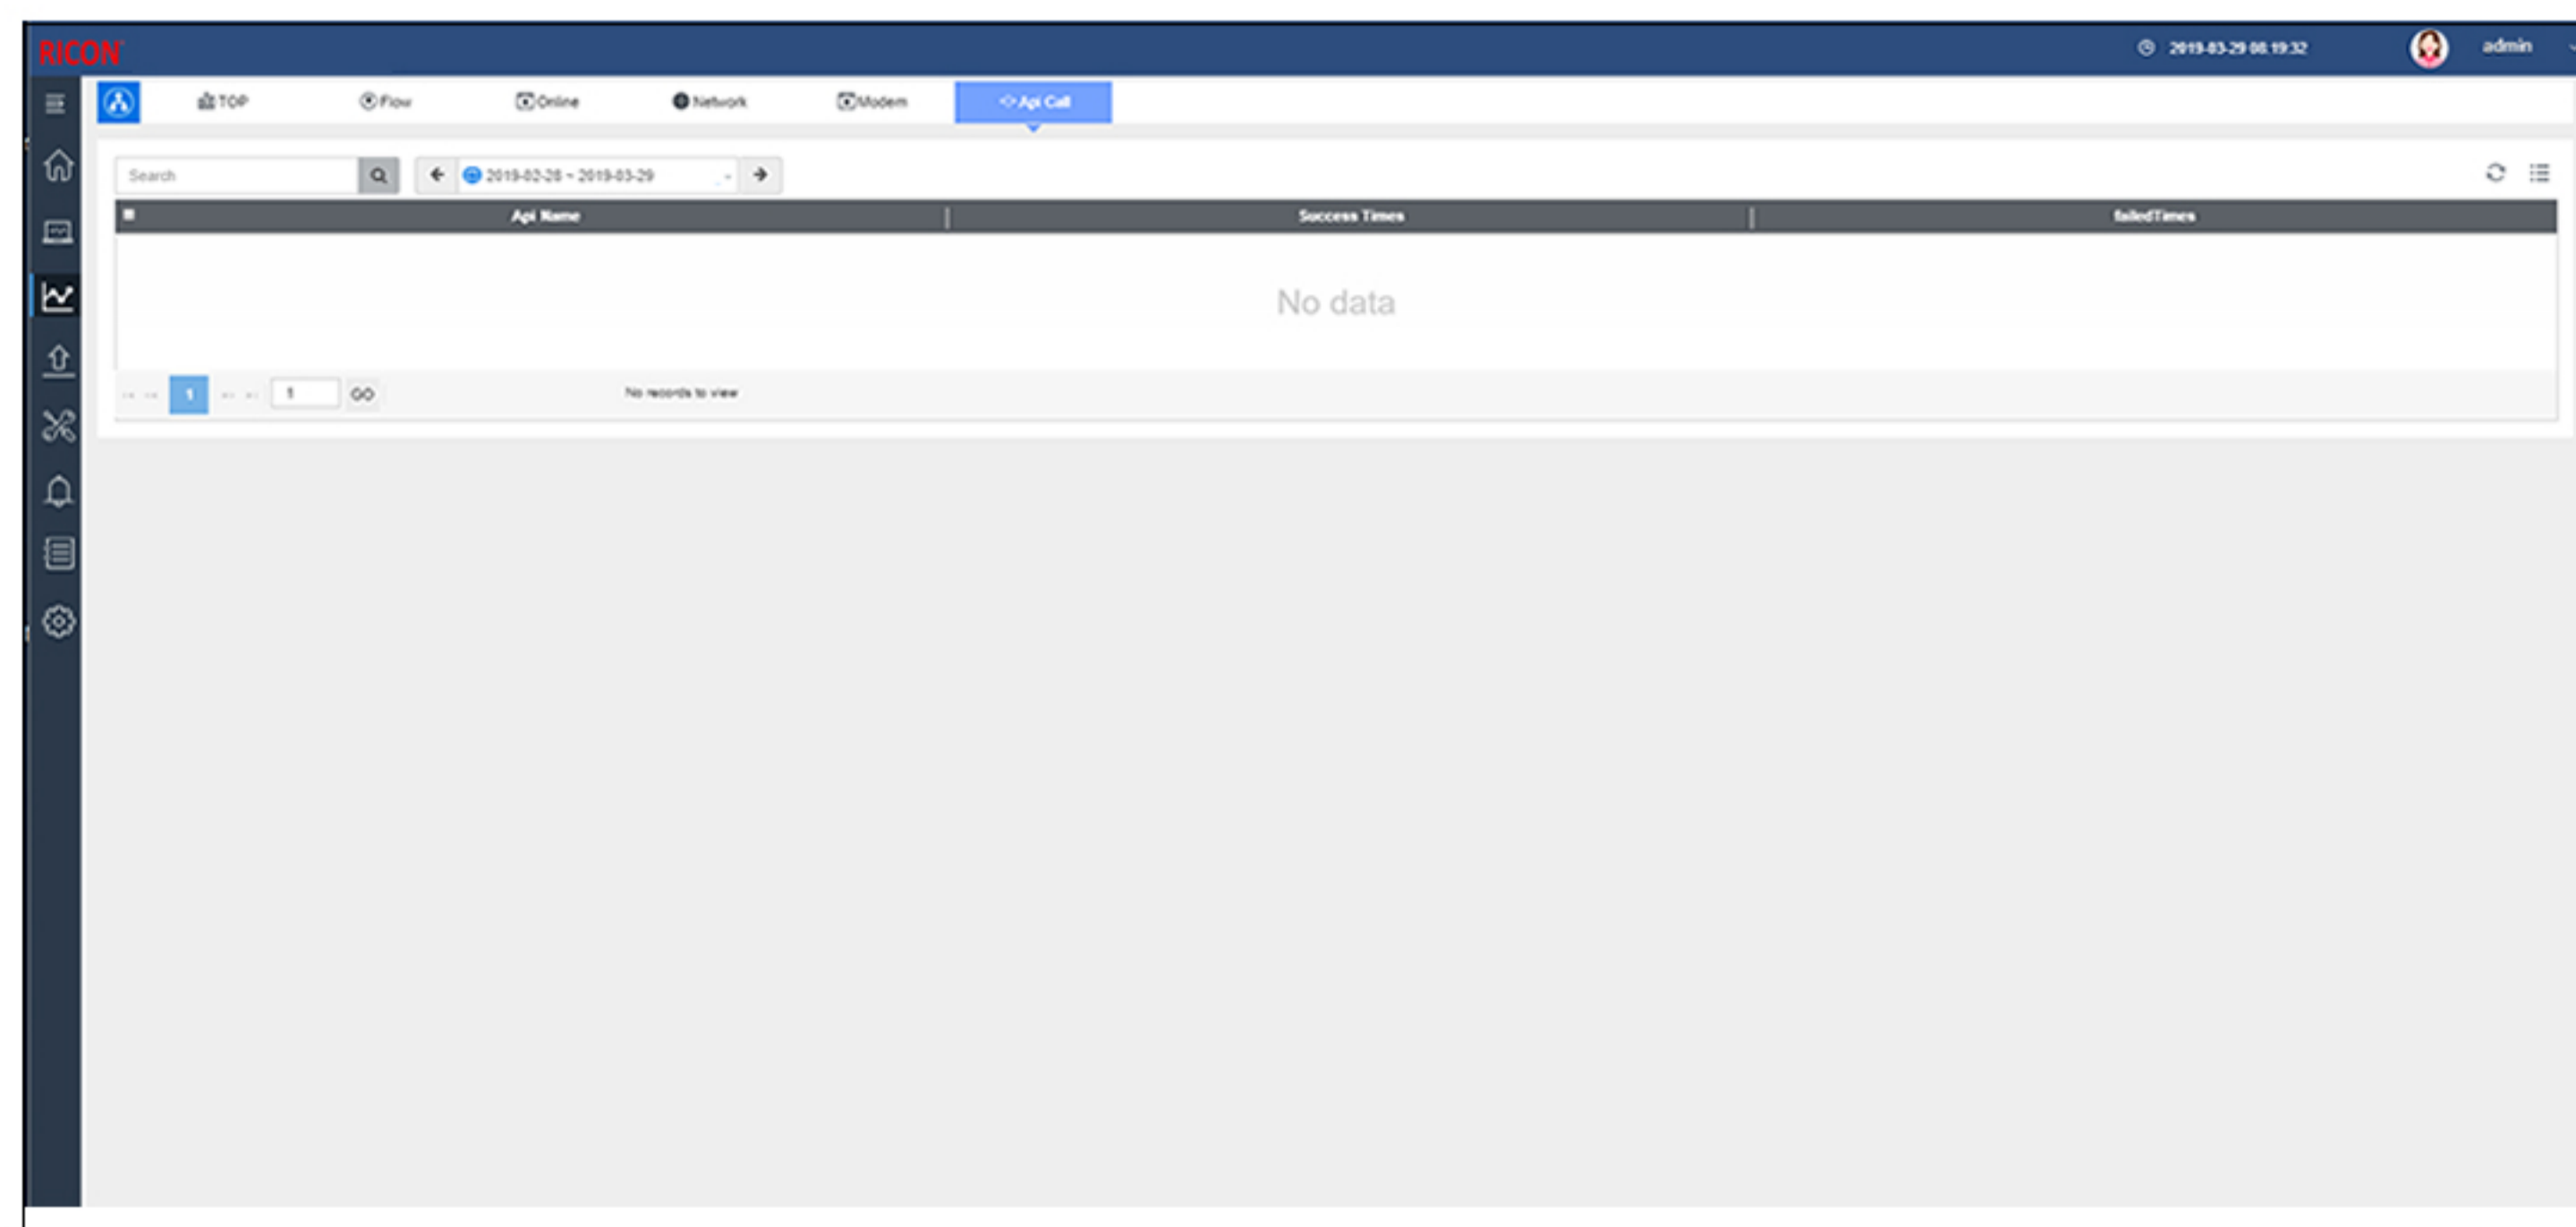 RICON
2019-03-29 08:19:32 admin
TOP Flow Online Network Modem Api Call
Search 2019-02-28 ~ 2019-03-29
Api Name Success Times failedTimes
No data
1 1 GO No records to view